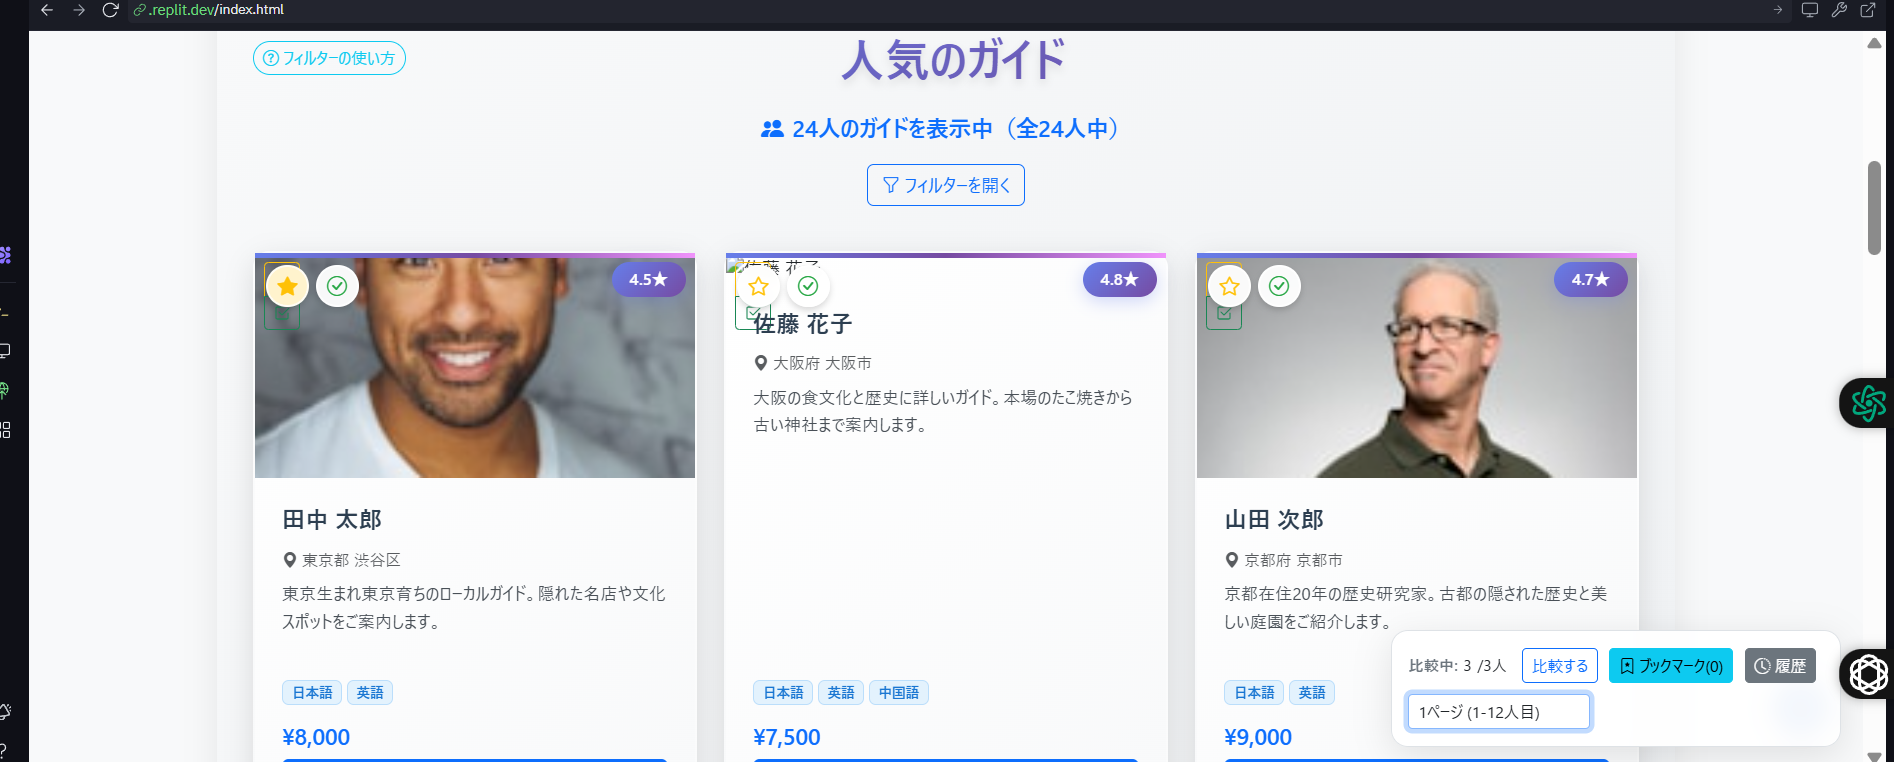 .replit.dev/index.html
フィルターの使い方
人気のガイド
24人のガイドを表示中（全24人中）
フィルターを開く
4.5★
田中 太郎
東京都 渋谷区
東京生まれ東京育ちのローカルガイド。隠れた名店や文化
スポットをご案内します。
日本語
英語
¥8,000
佐藤 花子
4.8★
佐藤 花子
大阪府 大阪市
大阪の食文化と歴史に詳しいガイド。本場のたこ焼きから
古い神社まで案内します。
日本語
英語
中国語
¥7,500
4.7★
山田 次郎
京都府 京都市
京都在住20年の歴史研究家。古都の隠された歴史と美
しい庭園をご紹介します。
日本語
英語
¥9,000
比較中: 3 /3人
比較する
ブックマーク(0)
履歴
1ページ (1-12人目)